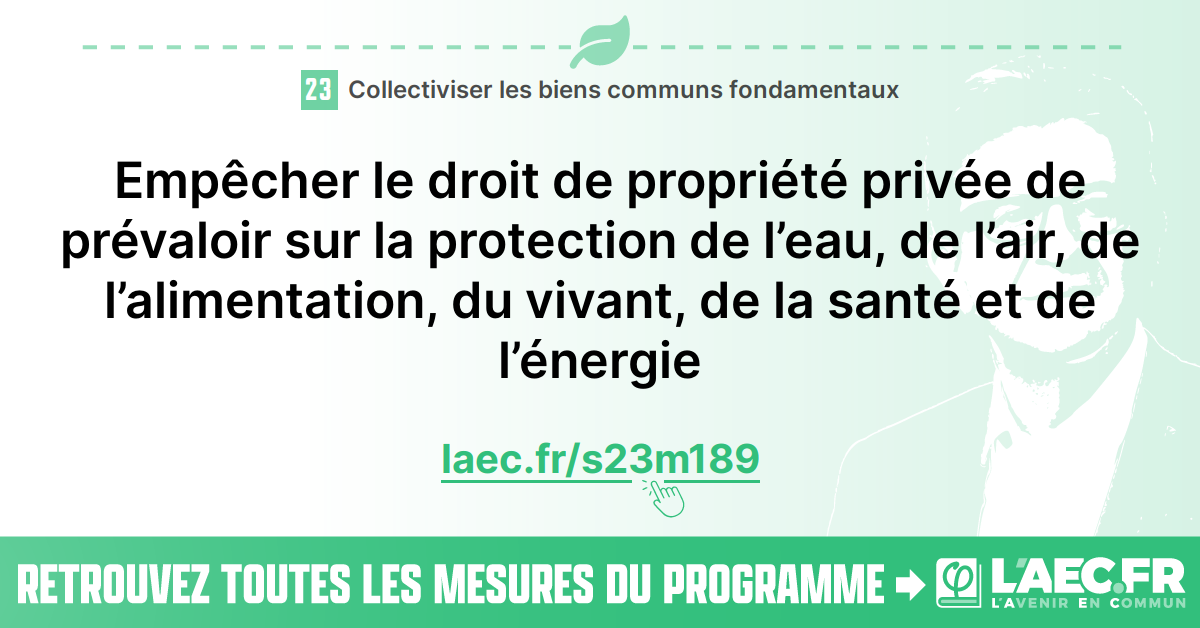 23 Collectiviser les biens communs fondamentaux
Empêcher le droit de propriété privée de
prévaloir sur la protection de l’eau, de l’air, de
l’alimentation, du vivant, de la santé et de
l’énergie
laec.fr/s23m189
RETROUVEZ TOUTES LES MESURES DU PROGRAMME
φ L'AEC.FR
L'AVENIR EN COMMUN